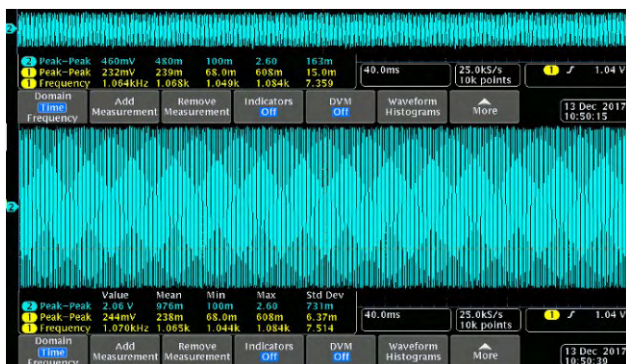 2
2 Peak-Peak 460mV 480m 100m 2.60 163m
1 Peak-Peak 232mV 239m 68.0m 608m 15.0m
1 Frequency 1.064kHz 1.068k 1.049k 1.084k 7.359
40.0ms 25.0kS/s 10k points 1 1.04 V
Domain Time Frequency
Add Measurement
Remove Measurement
Indicators Off
DVM Off
Waveform Histograms
More
13 Dec 2017
10:50:15
2
Value Mean Min Max Std Dev
2 Peak-Peak 2.06 V 976m 100m 2.60 731m
1 Peak-Peak 244mV 238m 68.0m 608m 6.37m
1 Frequency 1.070kHz 1.065k 1.044k 1.084k 7.514
40.0ms 25.0kS/s 10k points 1 1.04 V
Domain Time Frequency
Add Measurement
Remove Measurement
Indicators Off
DVM Off
Waveform Histograms
More
13 Dec 2017
10:50:39